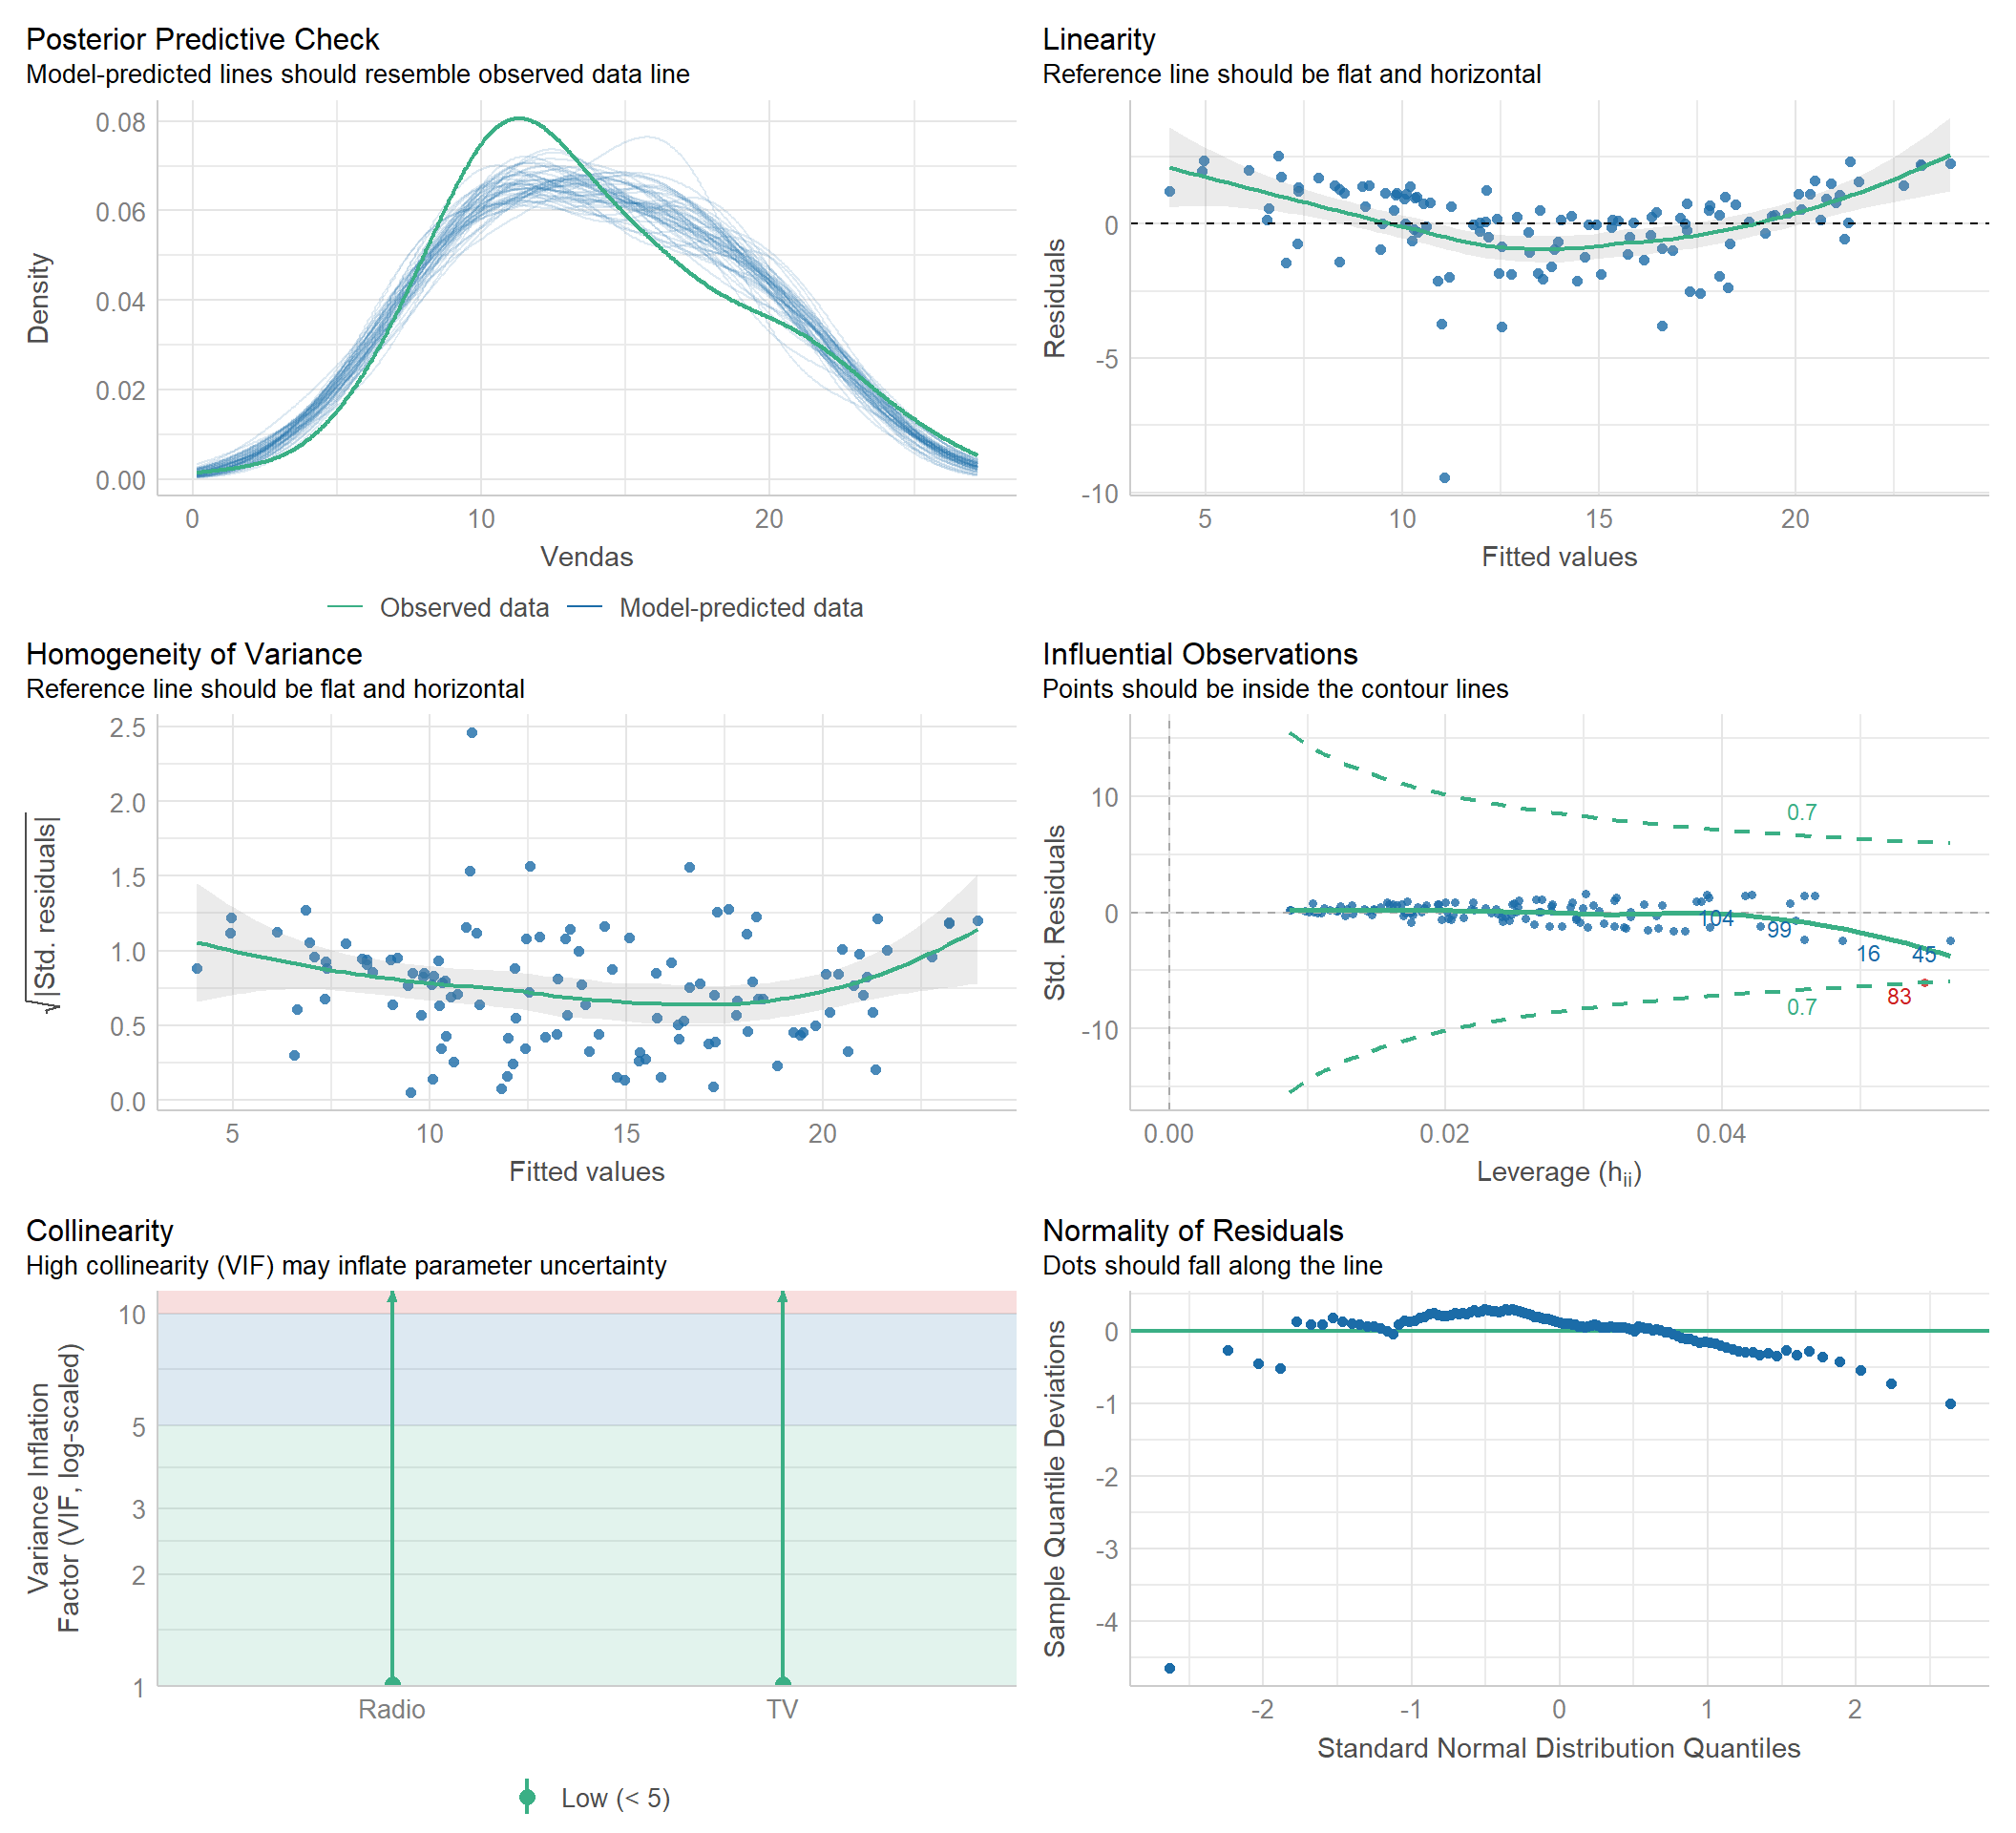 Posterior Predictive Check
Model-predicted lines should resemble observed data line
0.08
0.06
0.04
0.02
0.00
Density
0 10 20
Vendas
Observed data Model-predicted data
Linearity
Reference line should be flat and horizontal
0
-5
-10
Residuals
5 10 15 20
Fitted values
Homogeneity of Variance
Reference line should be flat and horizontal
2.5
2.0
1.5
1.0
0.5
0.0
√|Std. residuals|
5 10 15 20
Fitted values
Influential Observations
Points should be inside the contour lines
10
0
-10
Std. Residuals
0.7
104
99
16
45
83
0.7
0.00 0.02 0.04
Leverage (hii)
Collinearity
High collinearity (VIF) may inflate parameter uncertainty
10
5
3
2
1
Variance Inflation
Factor (VIF, log-scaled)
Radio TV
Low (< 5)
Normality of Residuals
Dots should fall along the line
0
-1
-2
-3
-4
Sample Quantile Deviations
-2 -1 0 1 2
Standard Normal Distribution Quantiles